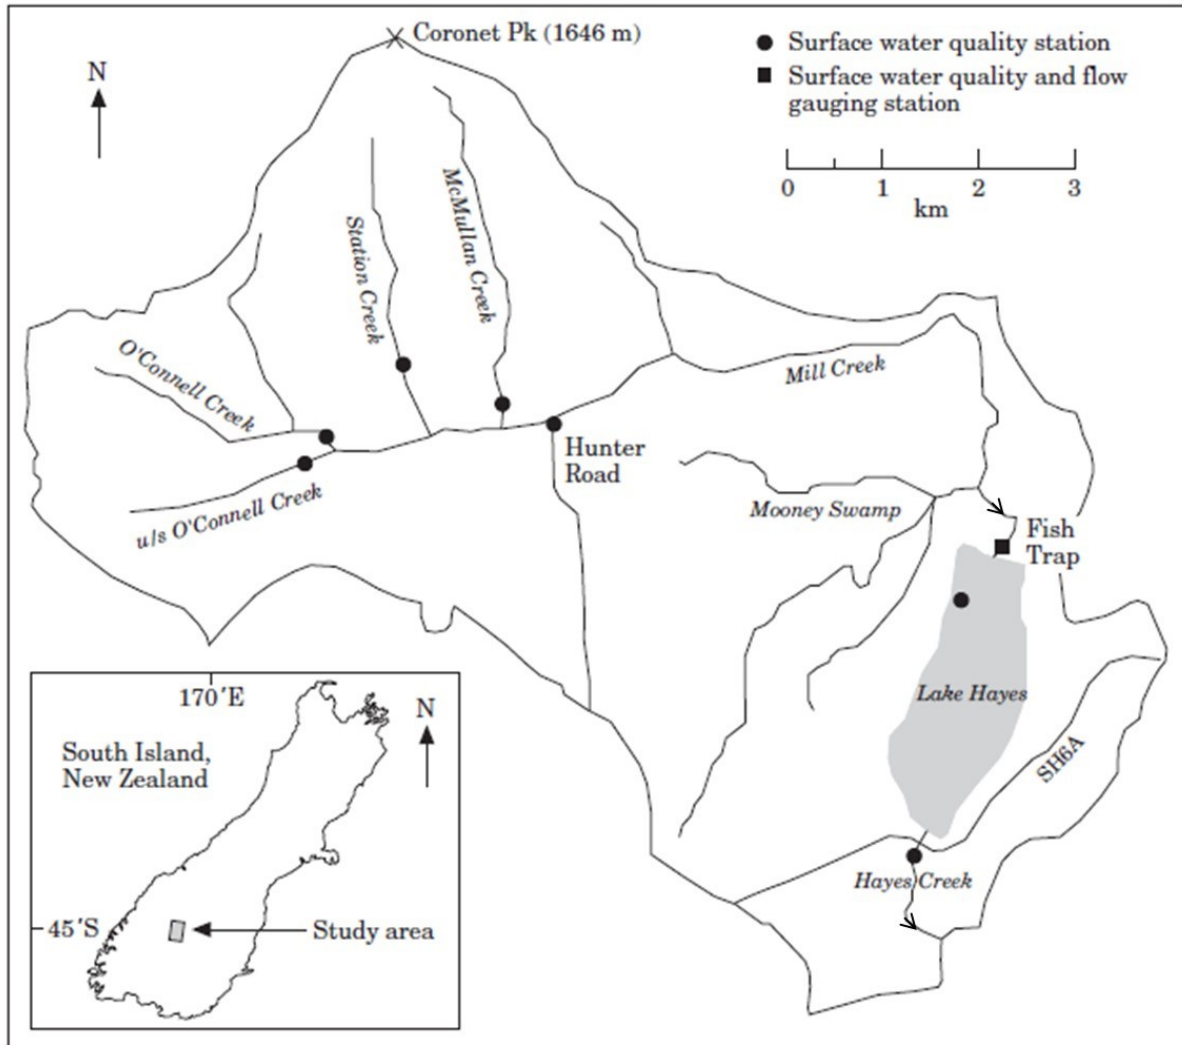 Coronet Pk (1646 m)
N
Surface water quality station
Surface water quality and flow
gauging station
0 1 2 3
km
McMullan Creek
Station Creek
O'Connell Creek
u/s O'Connell Creek
Mill Creek
Hunter
Road
Mooney Swamp
Fish
Trap
Lake Hayes
SH6A
Hayes Creek
170'E
N
South Island,
New Zealand
45'S
Study area